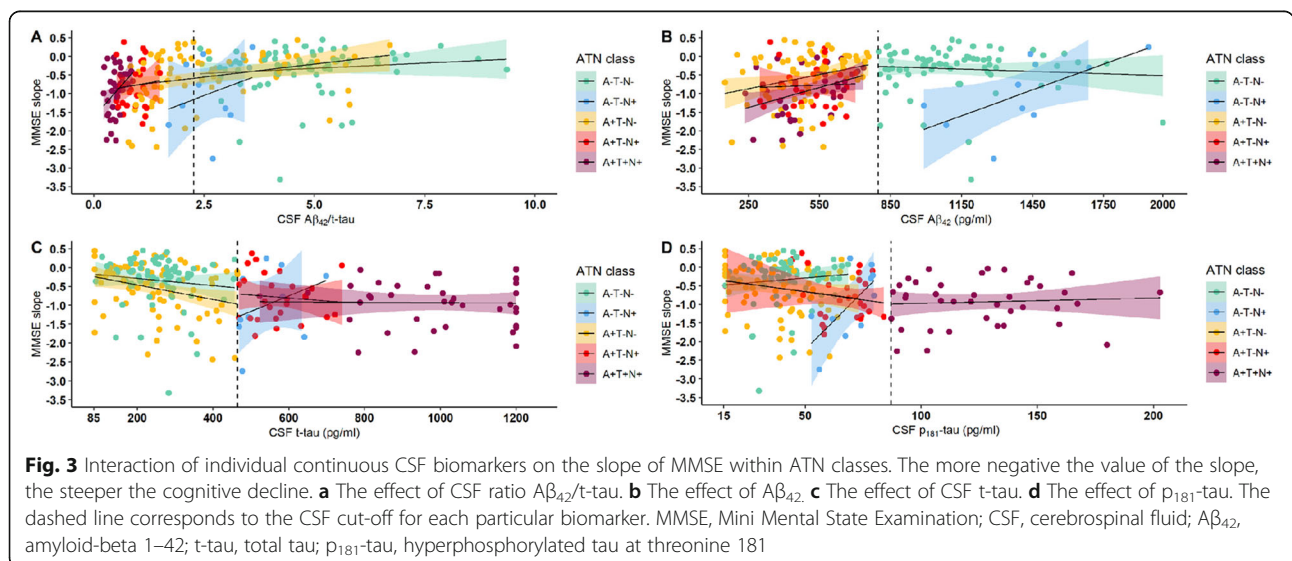 A
B
MMSE slope
0.5
0.0
-0.5
-1.0
-1.5
-2.0
-2.5
-3.0
-3.5
0.0
2.5
5.0
7.5
10.0
CSF Aβ42/t-tau
ATN class
A-T-N-
A-T-N+
A+T-N-
A+T-N+
A+T+N+
MMSE slope
0.5
0.0
-0.5
-1.0
-1.5
-2.0
-2.5
-3.0
-3.5
250
550
850
1150
1450
1750
2000
CSF Aβ42 (pg/ml)
ATN class
A-T-N-
A-T-N+
A+T-N-
A+T-N+
A+T+N+
C
D
MMSE slope
0.5
0.0
-0.5
-1.0
-1.5
-2.0
-2.5
-3.0
-3.5
85
200
400
600
800
1000
1200
CSF t-tau (pg/ml)
ATN class
A-T-N-
A-T-N+
A+T-N-
A+T-N+
A+T+N+
MMSE slope
0.5
0.0
-0.5
-1.0
-1.5
-2.0
-2.5
-3.0
-3.5
15
50
100
150
200
CSF p181-tau (pg/ml)
ATN class
A-T-N-
A-T-N+
A+T-N-
A+T-N+
A+T+N+
Fig. 3 Interaction of individual continuous CSF biomarkers on the slope of MMSE within ATN classes. The more negative the value of the slope,
the steeper the cognitive decline. a The effect of CSF ratio Aβ42/t-tau. b The effect of Aβ42. c The effect of CSF t-tau. d The effect of p181-tau. The
dashed line corresponds to the CSF cut-off for each particular biomarker. MMSE, Mini Mental State Examination; CSF, cerebrospinal fluid; Aβ42,
amyloid-beta 1–42; t-tau, total tau; p181-tau, hyperphosphorylated tau at threonine 181